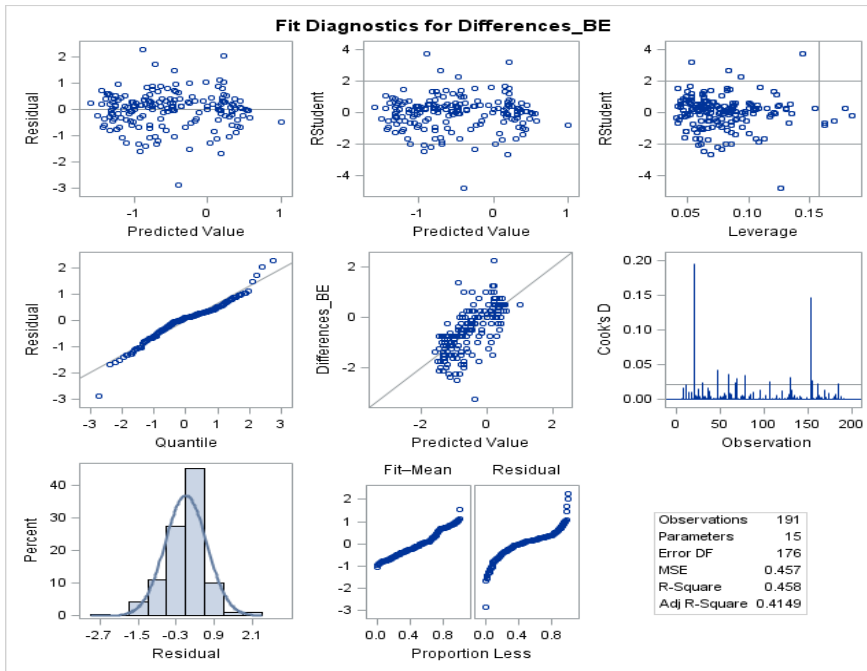 Fit Diagnostics for Differences_BE
Residual
2
1
0
-1
-2
-3
-1 0 1
Predicted Value
RStudent
4
2
0
-2
-4
-1 0 1
Predicted Value
RStudent
4
2
0
-2
-4
0.05 0.10 0.15
Leverage
Residual
2
1
0
-1
-2
-3
-3 -2 -1 0 1 2 3
Quantile
Differences_BE
2
0
-2
-2 0 2
Predicted Value
Cook's D
0.20
0.15
0.10
0.05
0.00
0 50 100 150 200
Observation
Percent
40
30
20
10
0
-2.7 -1.5 -0.3 0.9 2.1
Residual
Fit–Mean Residual
2
1
0
-1
-2
-3
0.0 0.4 0.8 0.0 0.4 0.8
Proportion Less
Observations 191
Parameters 15
Error DF 176
MSE 0.457
R-Square 0.458
Adj R-Square 0.4149